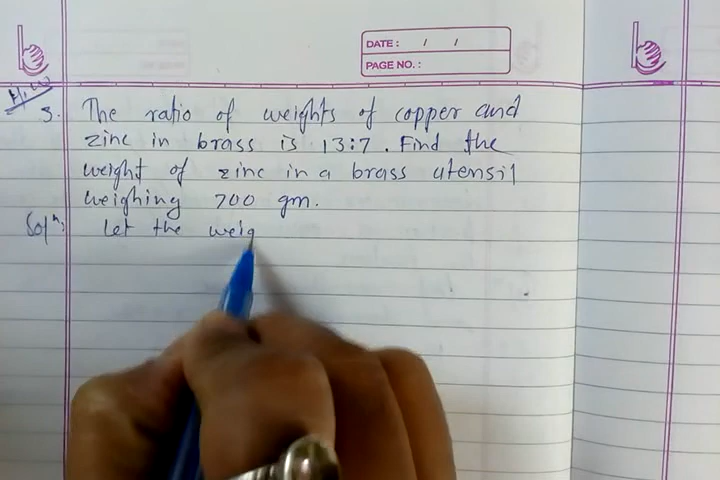 DATE : / /
PAGE NO. :
H.W
3. The ratio of weights of copper and
zinc in brass is 13:7. Find the
weight of zinc in a brass utensil
weighing 700 gm.
Solⁿ: Let the weig